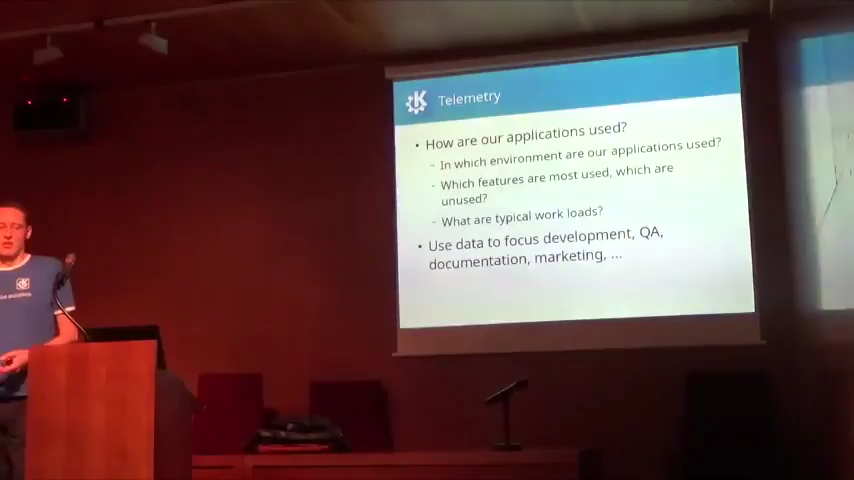 Telemetry
• How are our applications used?
- In which environment are our applications used?
- Which features are most used, which are
unused?
- What are typical work loads?
• Use data to focus development, QA,
documentation, marketing, ...